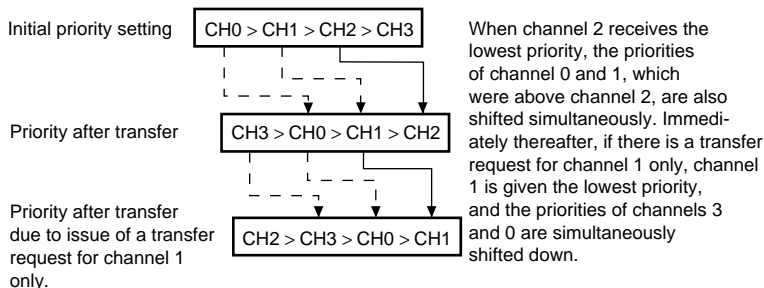 Initial priority setting
CH0 > CH1 > CH2 > CH3
Priority after transfer
CH3 > CH0 > CH1 > CH2
Priority after transfer
due to issue of a transfer
request for channel 1
only.
CH2 > CH3 > CH0 > CH1
When channel 2 receives the
lowest priority, the priorities
of channel 0 and 1, which
were above channel 2, are also
shifted simultaneously. Immedi-
ately thereafter, if there is a transfer
request for channel 1 only, channel
1 is given the lowest priority,
and the priorities of channels 3
and 0 are simultaneously
shifted down.